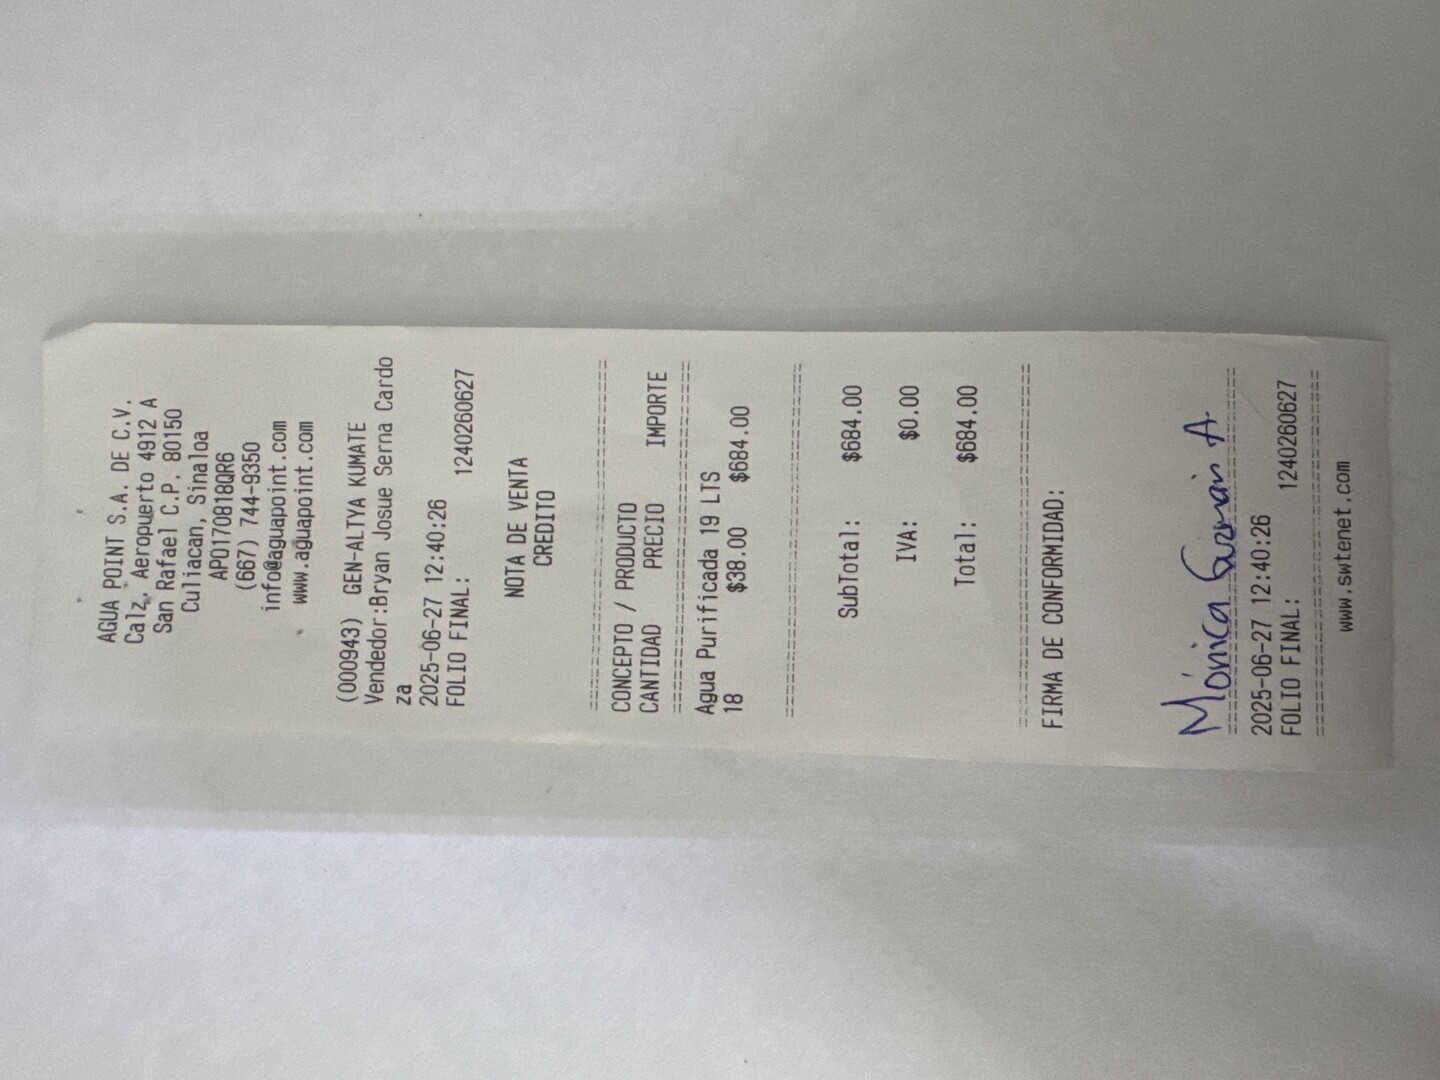 AGUA POINT S.A. DE C.V.
Calz. Aeropuerto 4912 A
San Rafael C.P. 80150
Culiacan, Sinaloa
APO170818QR6
(667) 744-9350
info@aguapoint.com
www.aguapoint.com
(000943) GEN-ALTYA KUMATE
Vendedor:Bryan Josue Serna Cardo
za
2025-06-27 12:40:26
FOLIO FINAL: 1240260627
NOTA DE VENTA
CREDITO
CONCEPTO / PRODUCTO
CANTIDAD PRECIO IMPORTE
Agua Purificada 19 LTS
18 $38.00 $684.00
SubTotal: $684.00
IVA: $0.00
Total: $684.00
FIRMA DE CONFORMIDAD:
Mónica Guzmán A
2025-06-27 12:40:26
FOLIO FINAL: 1240260627
www.swtenet.com